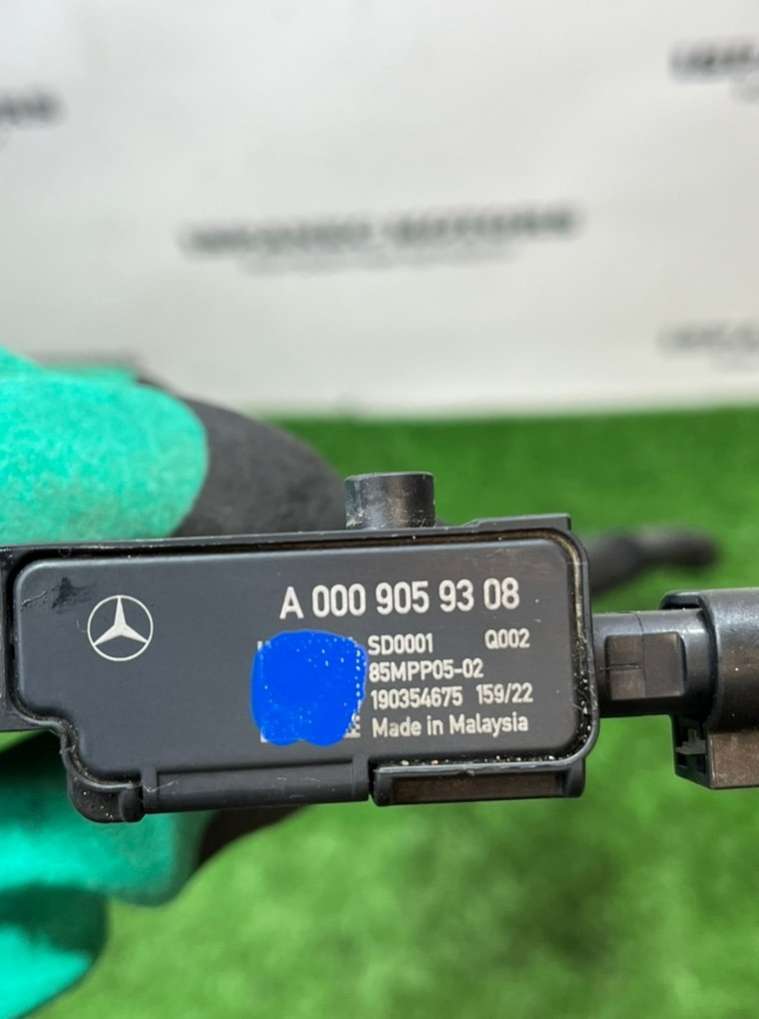 A 000 905 93 08
SD0001 Q002
85MPP05-02
190354675 159/22
Made in Malaysia